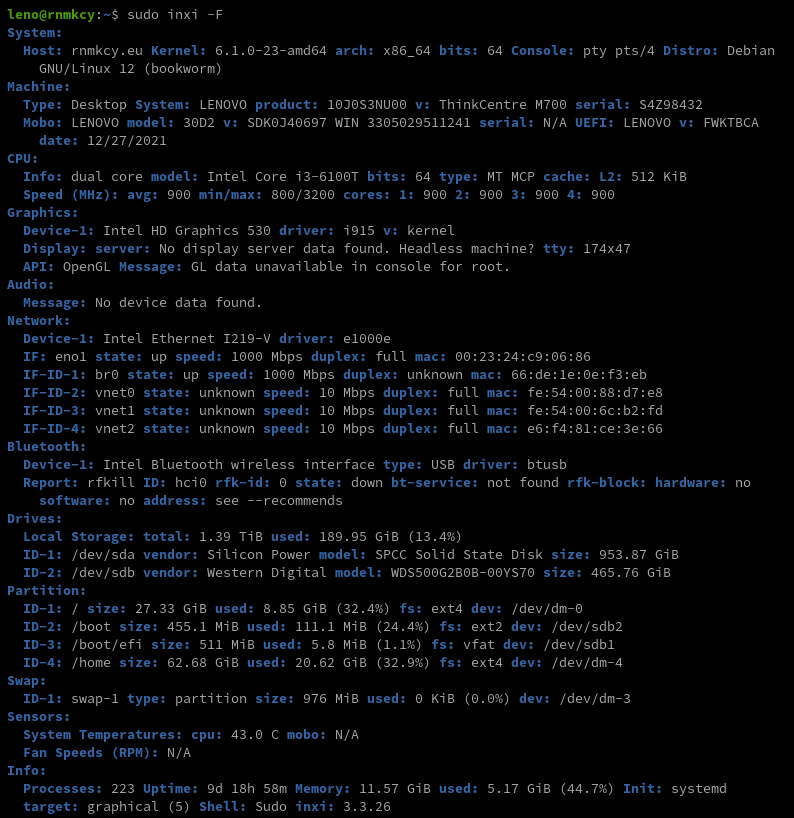 leno@rnmkcy:~$ sudo inxi -F
System:
Host: rnmkcy.eu Kernel: 6.1.0-23-amd64 arch: x86_64 bits: 64 Console: pty pts/4 Distro: Debian
GNU/Linux 12 (bookworm)
Machine:
Type: Desktop System: LENOVO product: 10J0S3NU00 v: ThinkCentre M700 serial: S4Z98432
Mobo: LENOVO model: 30D2 v: SDK0J40697 WIN 3305029511241 serial: N/A UEFI: LENOVO v: FWKTBCA
date: 12/27/2021
CPU:
Info: dual core model: Intel Core i3-6100T bits: 64 type: MT MCP cache: L2: 512 KiB
Speed (MHz): avg: 900 min/max: 800/3200 cores: 1: 900 2: 900 3: 900 4: 900
Graphics:
Device-1: Intel HD Graphics 530 driver: i915 v: kernel
Display: server: No display server data found. Headless machine? tty: 174x47
API: OpenGL Message: GL data unavailable in console for root.
Audio:
Message: No device data found.
Network:
Device-1: Intel Ethernet I219-V driver: e1000e
IF: eno1 state: up speed: 1000 Mbps duplex: full mac: 00:23:24:c9:06:86
IF-ID-1: br0 state: up speed: 1000 Mbps duplex: unknown mac: 66:de:1e:0e:f3:eb
IF-ID-2: vnet0 state: unknown speed: 10 Mbps duplex: full mac: fe:54:00:88:d7:e8
IF-ID-3: vnet1 state: unknown speed: 10 Mbps duplex: full mac: fe:54:00:6c:b2:fd
IF-ID-4: vnet2 state: unknown speed: 10 Mbps duplex: full mac: e6:f4:81:ce:3e:66
Bluetooth:
Device-1: Intel Bluetooth wireless interface type: USB driver: btusb
Report: rfkill ID: hci0 rfk-id: 0 state: down bt-service: not found rfk-block: hardware: no
software: no address: see --recommends
Drives:
Local Storage: total: 1.39 TiB used: 189.95 GiB (13.4%)
ID-1: /dev/sda vendor: Silicon Power model: SPCC Solid State Disk size: 953.87 GiB
ID-2: /dev/sdb vendor: Western Digital model: WDS500G2B0B-00YS70 size: 465.76 GiB
Partition:
ID-1: / size: 27.33 GiB used: 8.85 GiB (32.4%) fs: ext4 dev: /dev/dm-0
ID-2: /boot size: 455.1 MiB used: 111.1 MiB (24.4%) fs: ext2 dev: /dev/sdb2
ID-3: /boot/efi size: 511 MiB used: 5.8 MiB (1.1%) fs: vfat dev: /dev/sdb1
ID-4: /home size: 62.68 GiB used: 20.62 GiB (32.9%) fs: ext4 dev: /dev/dm-4
Swap:
ID-1: swap-1 type: partition size: 976 MiB used: 0 KiB (0.0%) dev: /dev/dm-3
Sensors:
System Temperatures: cpu: 43.0 C mobo: N/A
Fan Speeds (RPM): N/A
Info:
Processes: 223 Uptime: 9d 18h 58m Memory: 11.57 GiB used: 5.17 GiB (44.7%) Init: systemd
target: graphical (5) Shell: Sudo inxi: 3.3.26